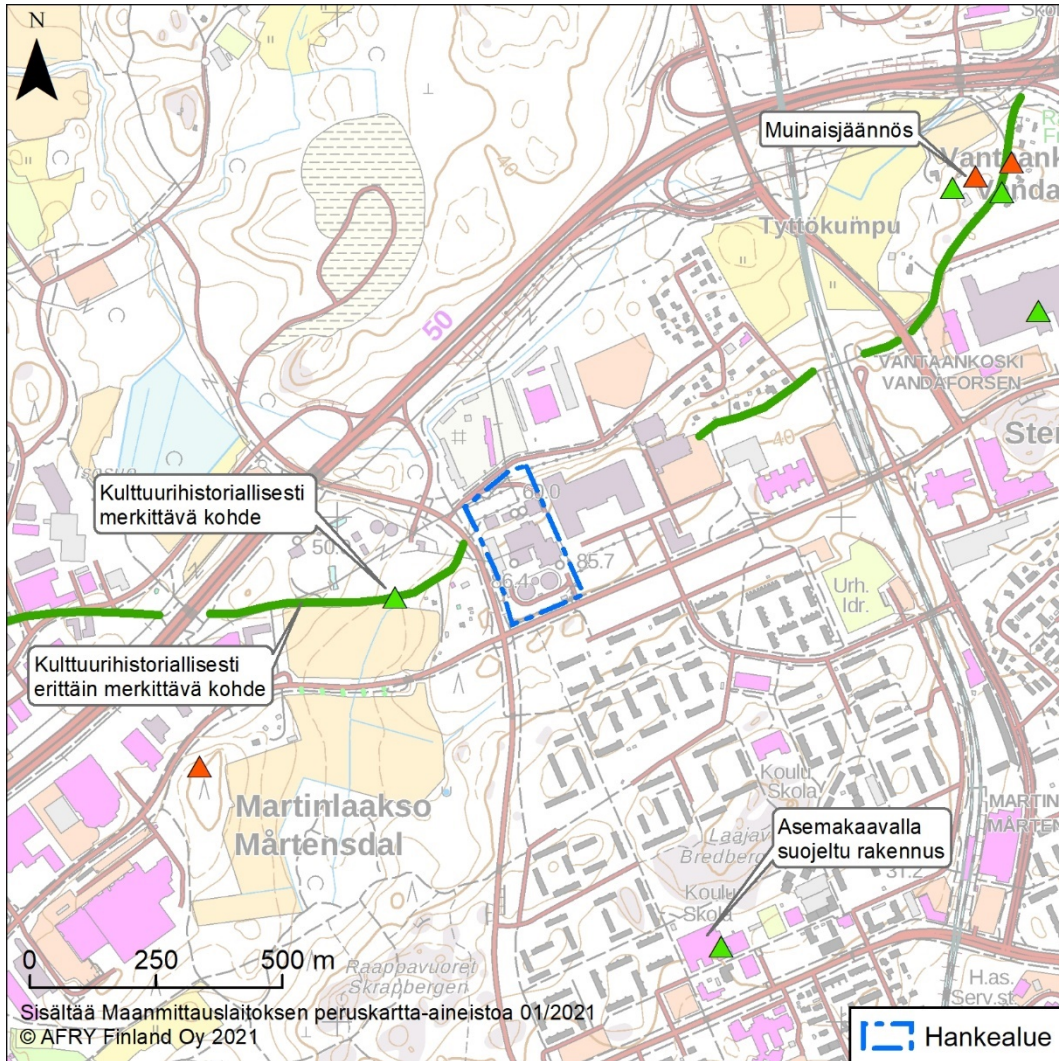 N
40
50
Muinaisjäännös
Vantaank
Vanda
Tyttökumpu
VANTAANKOSKI
VANDAFORSEN
40
Kulttuurihistoriallisesti
merkittävä kohde
60.0
50.
85.7
86.4
Urh.
Idr.
Kulttuurihistoriallisesti
erittäin merkittävä kohde
Martinlaakso
Mårtensdal
Koulu
Skola
MARTIN
MÅRTEN
Asemakaavalla
suojeltu rakennus
Laajav
Bredberg
31.2
Koulu
Skola
0 250 500 m
Raappavuoret
Skrapbergen
H.as.
Serv.st.
Sisältää Maanmittauslaitoksen peruskartta-aineistoa 01/2021
© AFRY Finland Oy 2021
Hankealue